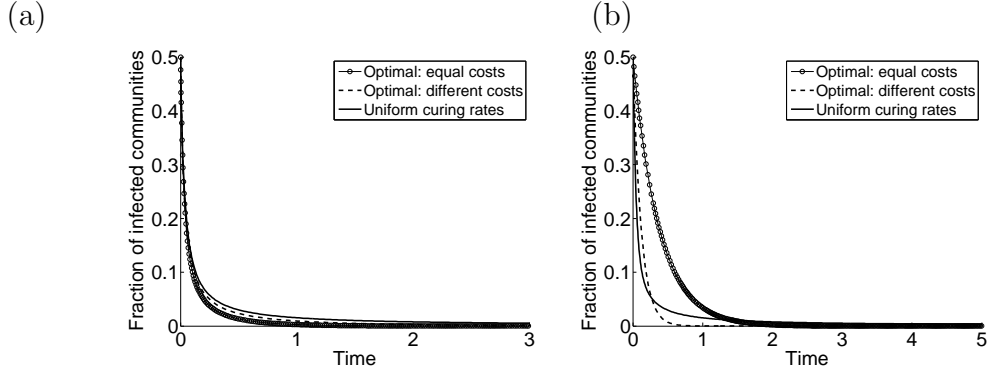 (a)
Fraction of infected communities
0.5
0.4
0.3
0.2
0.1
0
Optimal: equal costs
Optimal: different costs
Uniform curing rates
0 1 2 3
Time
(b)
Fraction of infected communities
0.5
0.4
0.3
0.2
0.1
0
Optimal: equal costs
Optimal: different costs
Uniform curing rates
0 1 2 3 4 5
Time